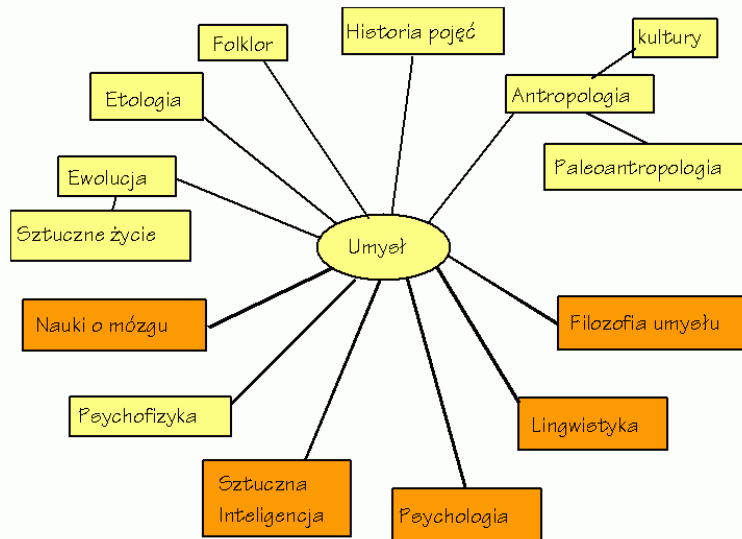 Historia pojęć
kultury
Folklor
Etologia
Antropologia
Paleoantropologia
Ewolucja
Sztuczne życie
Umysł
Nauki o mózgu
Filozofia umysłu
Psychofizyka
Lingwistyka
Sztuczna
Inteligencja
Psychologia